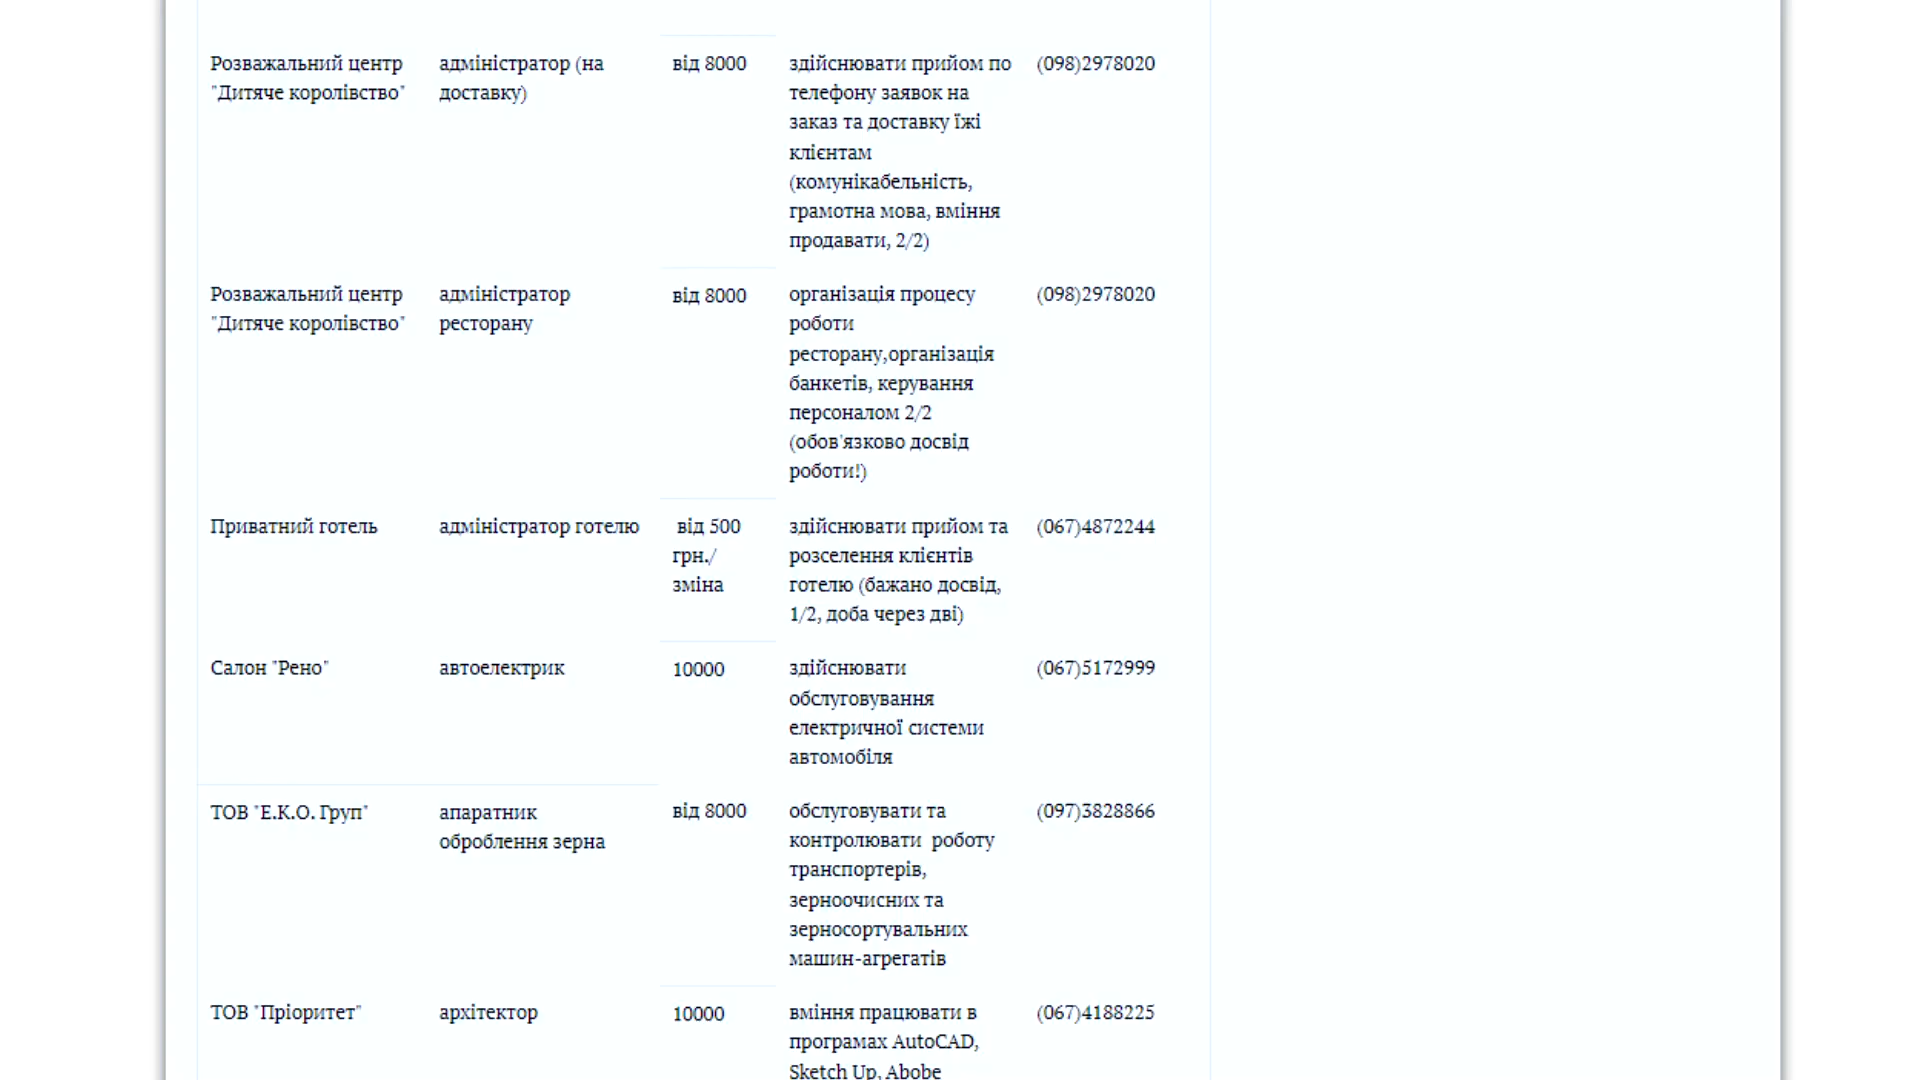 Розважальний центр
"Дитяче королівство"
адміністратор (на
доставку)
від 8000
здійснювати прийом по
телефону заявок на
заказ та доставку їжі
клієнтам
(комунікабельність,
грамотна мова, вміння
продавати, 2/2)
(098)2978020
Розважальний центр
"Дитяче королівство"
адміністратор
ресторану
від 8000
організація процесу
роботи
ресторану,організація
банкетів, керування
персоналом 2/2
(обов'язково досвід
роботи!)
(098)2978020
Приватний готель
адміністратор готелю
від 500
грн./
зміна
здійснювати прийом та
розселення клієнтів
готелю (бажано досвід,
1/2, доба через дві)
(067)4872244
Салон "Рено"
автоелектрик
10000
здійснювати
обслуговування
електричної системи
автомобіля
(067)5172999
ТОВ "Е.К.О. Груп"
апаратник
оброблення зерна
від 8000
обслуговувати та
контролювати роботу
транспортерів,
зерноочисних та
зерносортувальних
машин-агрегатів
(097)3828866
ТОВ "Пріоритет"
архітектор
10000
вміння працювати в
програмах AutoCAD,
Sketch Up, Abobe
(067)4188225